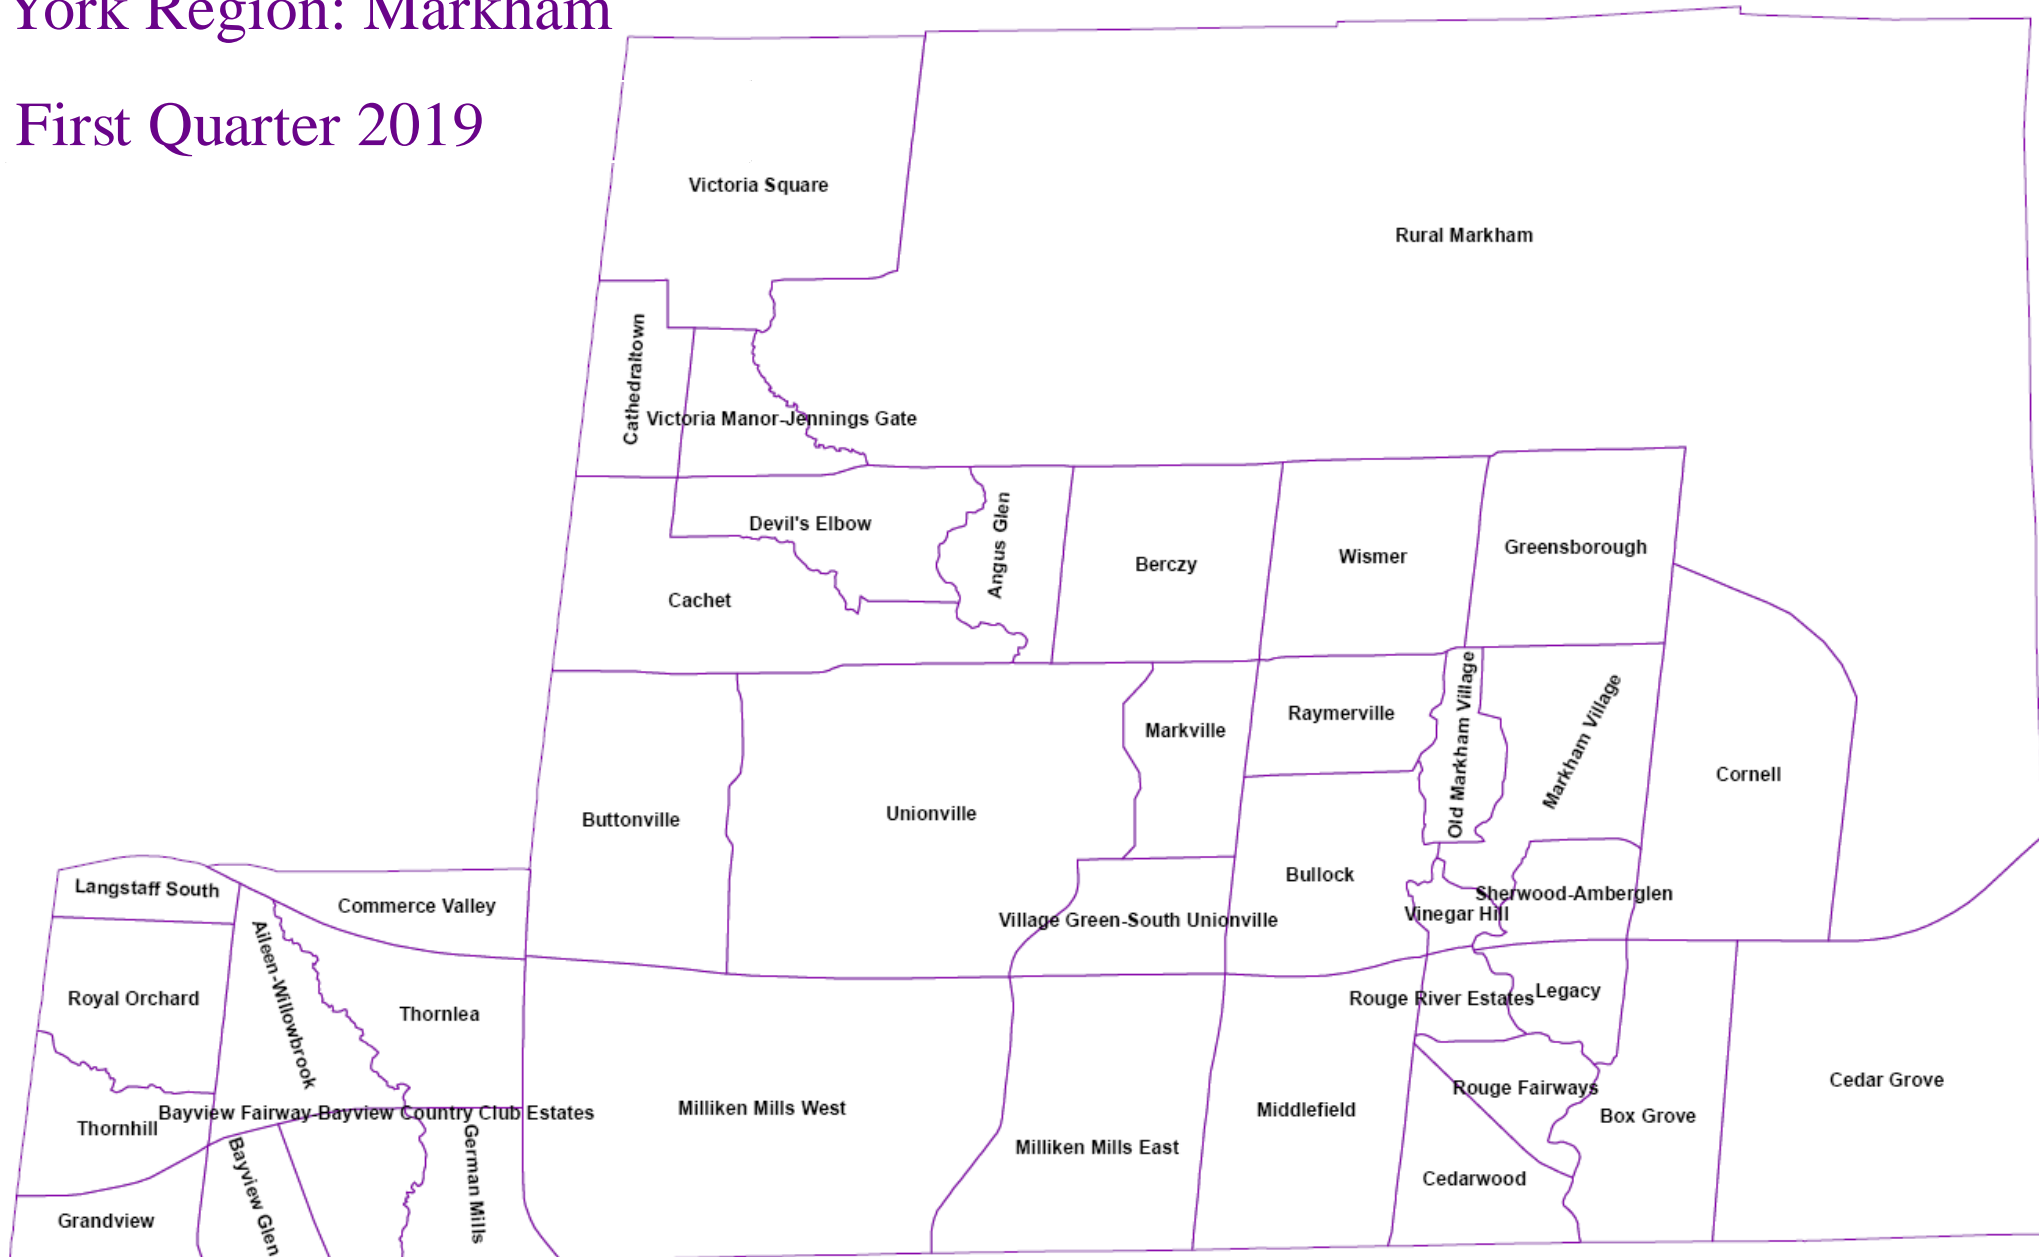 York Region: Markham
First Quarter 2019
Victoria Square
Rural Markham
Cathedraltown
Victoria Manor-Jennings Gate
Devil's Elbow
Angus Glen
Berczy
Wismer
Greensborough
Cachet
Raymerville
Old Markham Village
Markham Village
Markville
Cornell
Buttonville
Unionville
Bullock
Langstaff South
Commerce Valley
Village Green-South Unionville
Vinegar Hill
Sherwood-Amberglen
Aileen-Willowbrook
Royal Orchard
Thornlea
Rouge River Estates
Legacy
Thornhill
Bayview Fairway-Bayview Country Club Estates
Milliken Mills West
Milliken Mills East
Middlefield
Rouge Fairways
Box Grove
Cedar Grove
Cedarwood
Grandview
Bayview Glen
German Mills